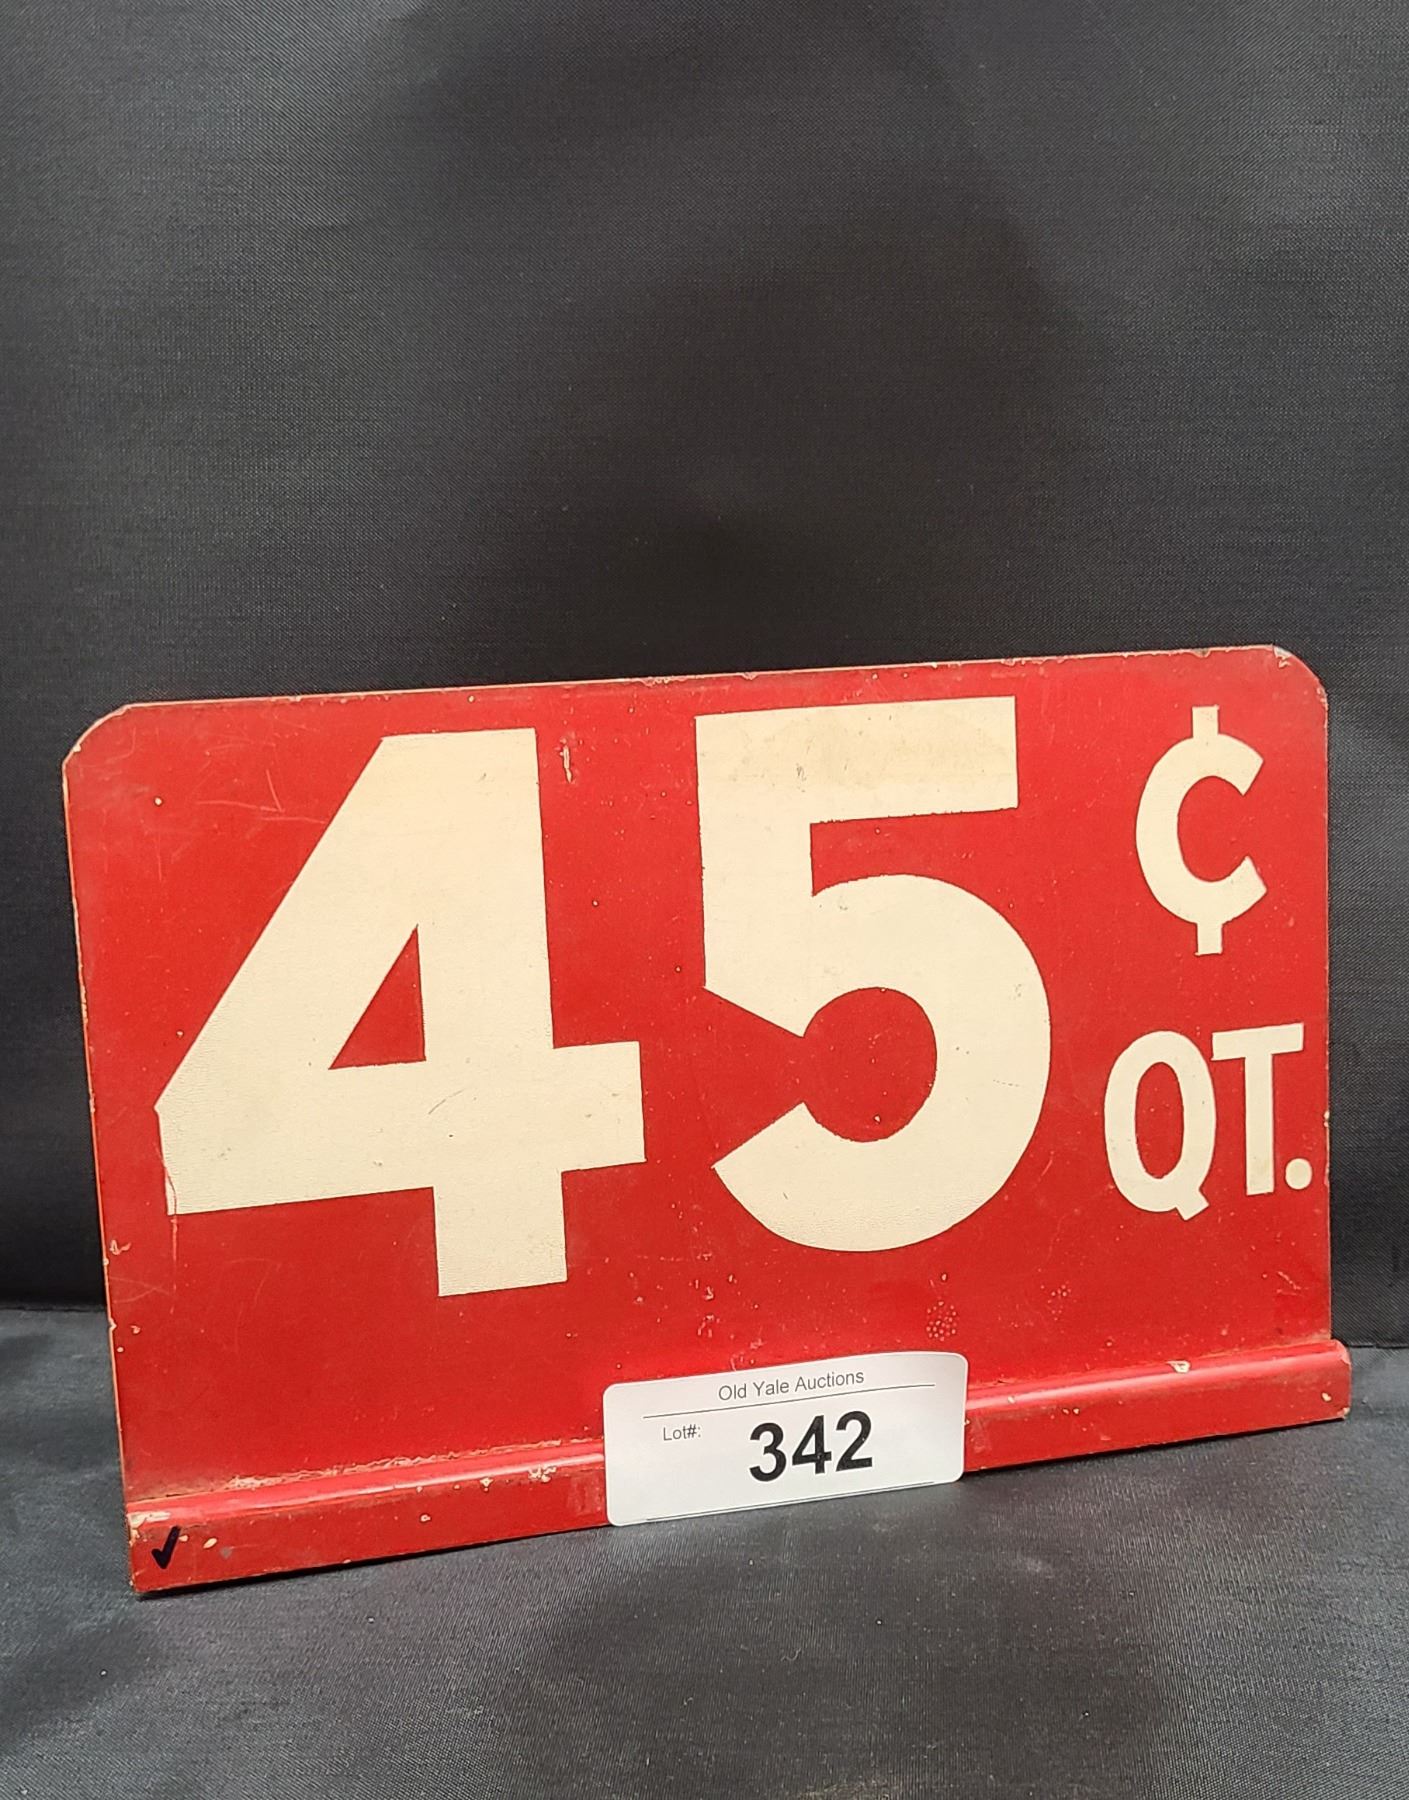 45 ¢
QT.
Old Yale Auctions
Lot#: 342